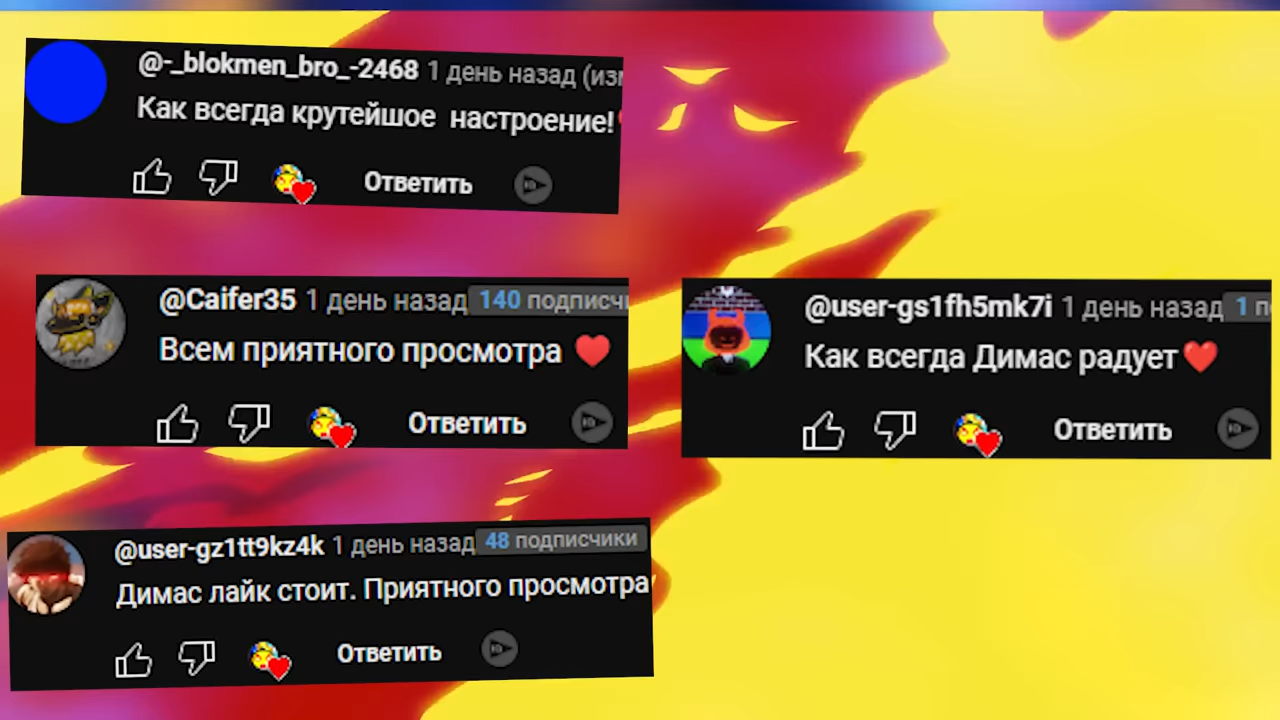 @-_blokmen_bro_-2468 1 день назад (из
Как всегда крутейшое настроение!
Ответить
@Caifer35 1 день назад 140 подписчи
Всем приятного просмотра ❤️
Ответить
@user-gs1fh5mk7i 1 день назад 1 п
Как всегда Димас радует❤️
Ответить
@user-gz1tt9kz4k 1 день назад 48 подписчики
Димас лайк стоит. Приятного просмотра
Ответить